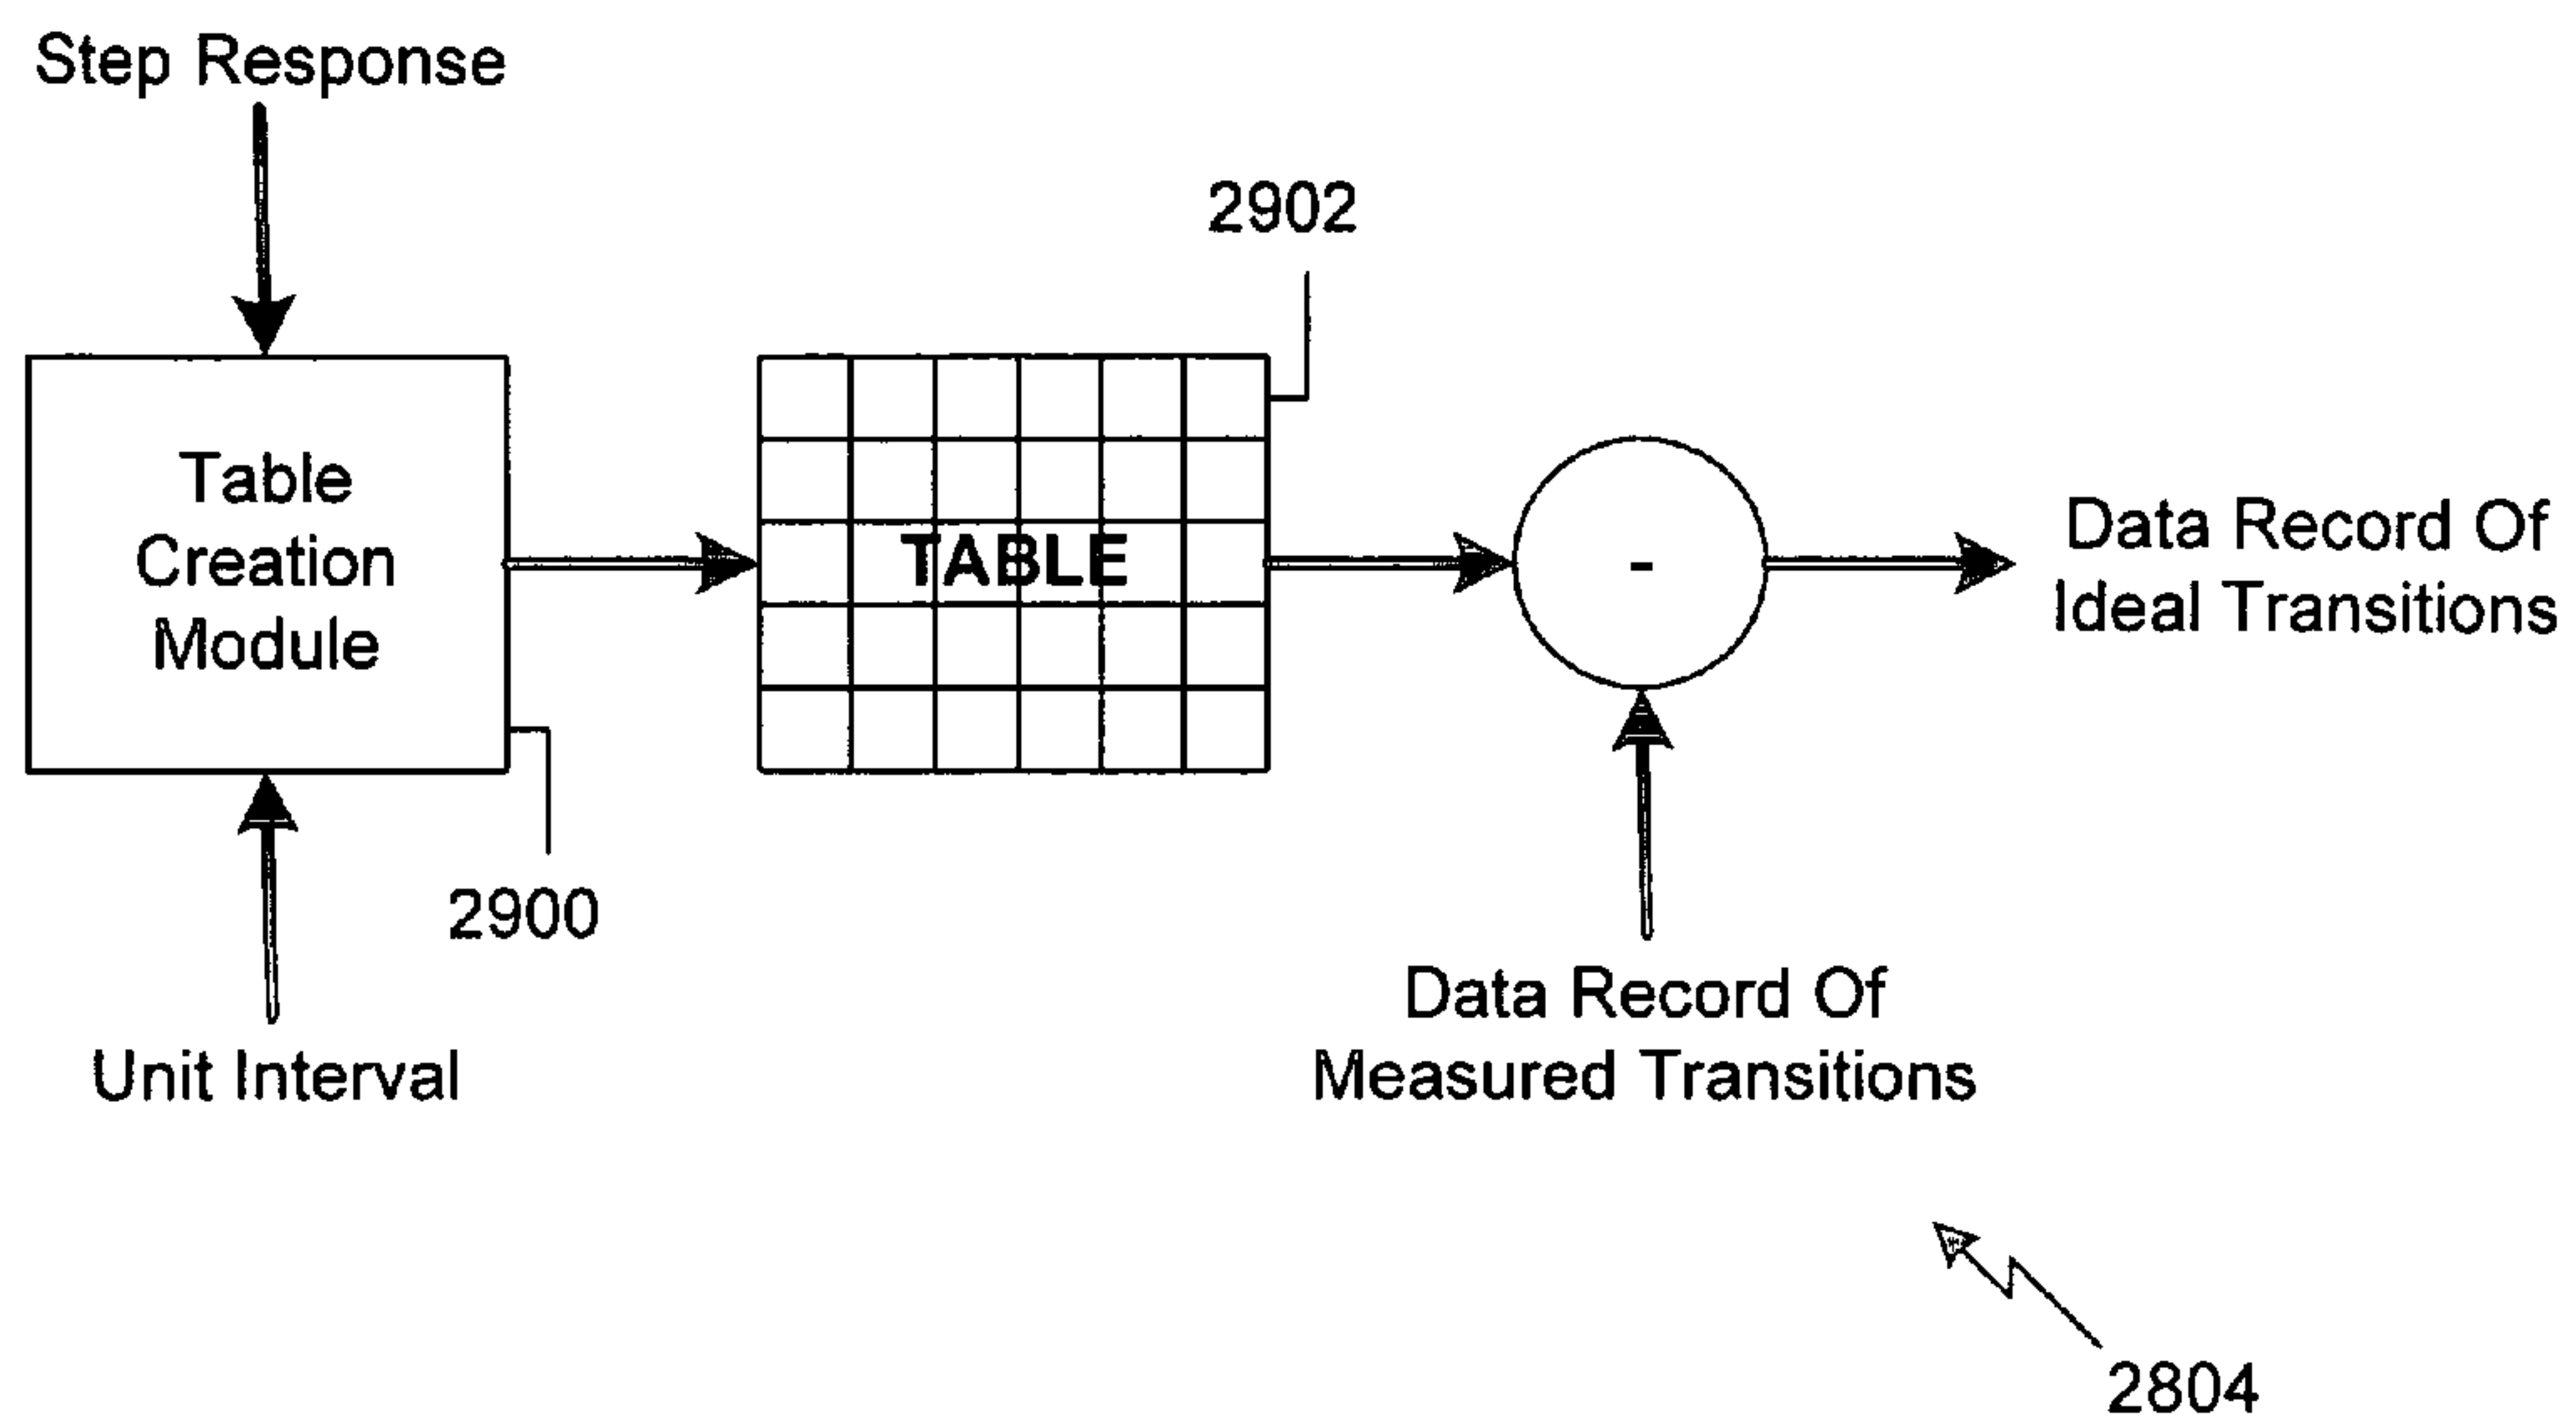 Step Response
2902
Table
Creation
Module
TABLE
-
Data Record Of
Ideal Transitions
2900
Data Record Of
Measured Transitions
Unit Interval
2804